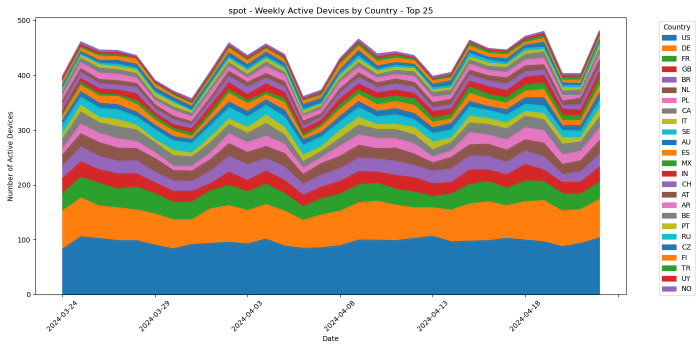 spot - Weekly Active Devices by Country - Top 25
Number of Active Devices
500
400
300
200
100
0
2024-03-24
2024-03-29
2024-04-03
2024-04-08
2024-04-13
2024-04-18
Date
Country
US
DE
FR
GB
BR
NL
PL
CA
IT
SE
AU
ES
MX
IN
CH
AT
AR
BE
PT
RU
CZ
FI
TR
UY
NO